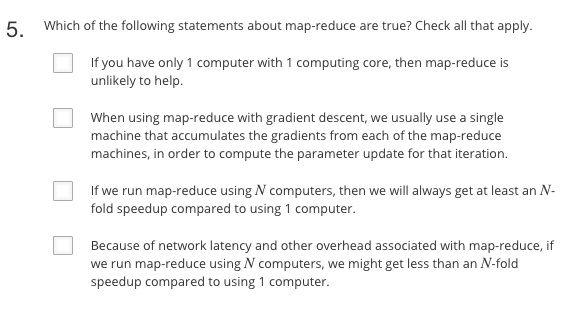 5. Which of the following statements about map-reduce are true? Check all that apply.
If you have only 1 computer with 1 computing core, then map-reduce is
unlikely to help.
When using map-reduce with gradient descent, we usually use a single
machine that accumulates the gradients from each of the map-reduce
machines, in order to compute the parameter update for that iteration.
If we run map-reduce using N computers, then we will always get at least an N-
fold speedup compared to using 1 computer.
Because of network latency and other overhead associated with map-reduce, if
we run map-reduce using N computers, we might get less than an N-fold
speedup compared to using 1 computer.